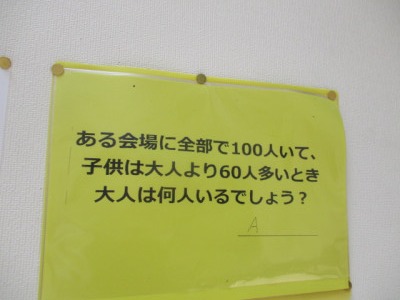 ある会場に全部で100人いて、
子供は大人より60人多いとき
大人は何人いるでしょう？
A